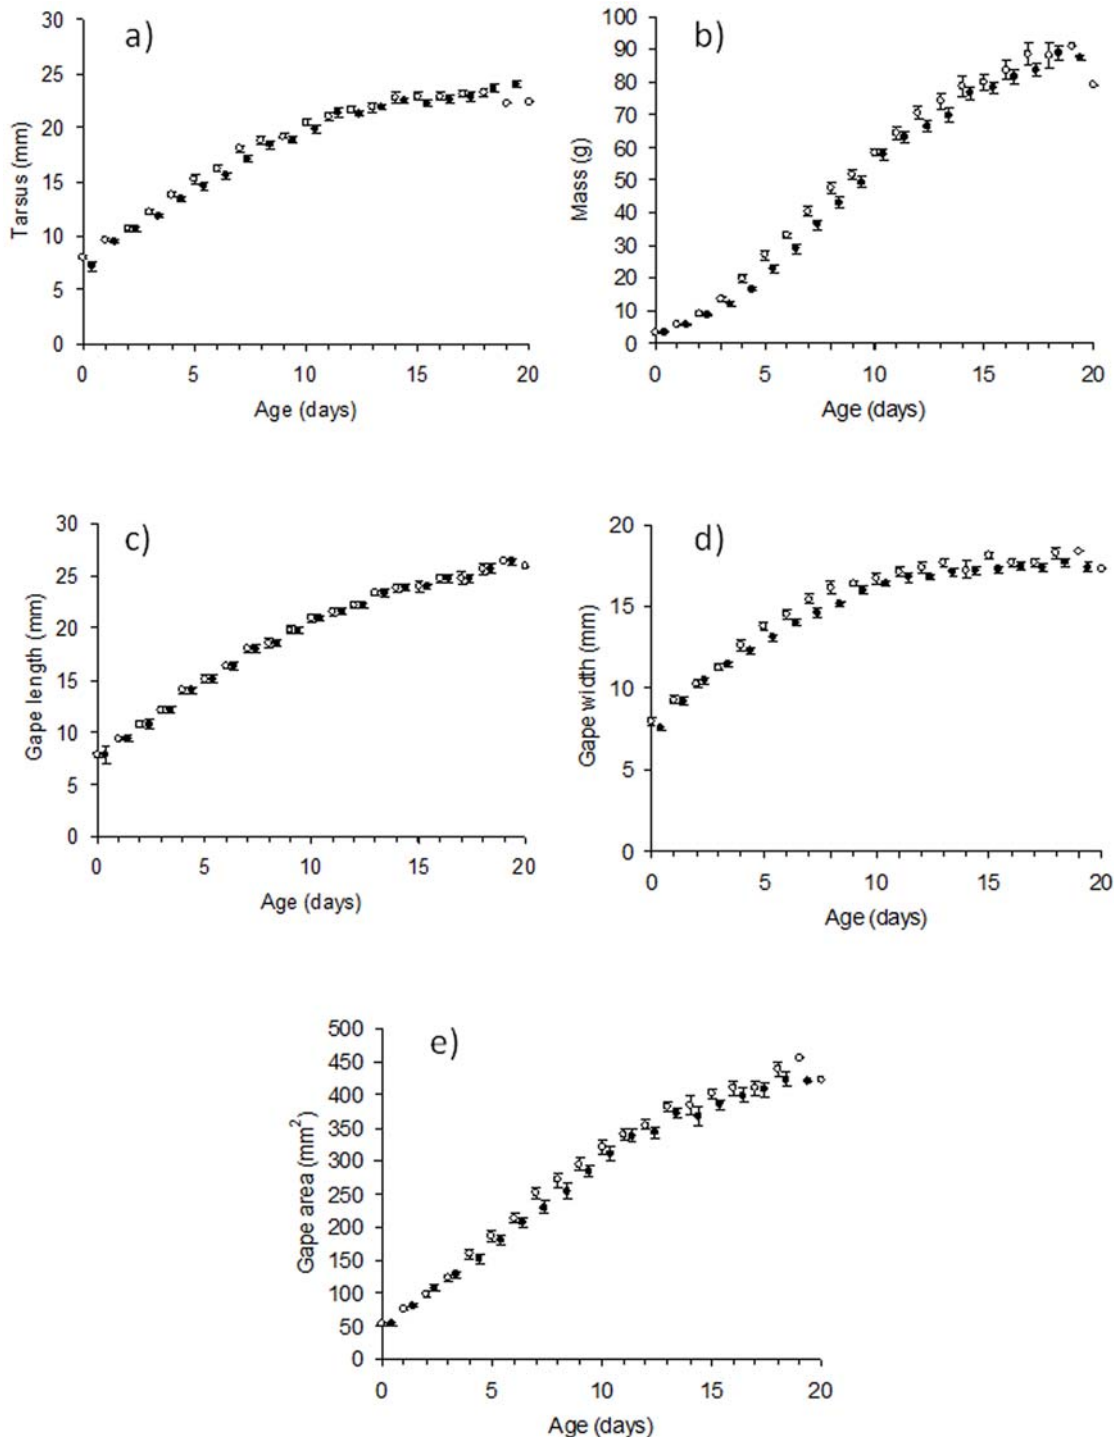 a)
30
25
20
15
10
5
0
Tarsus (mm)
0 5 10 15 20
Age (days)
b)
100
90
80
70
60
50
40
30
20
10
0
Mass (g)
0 5 10 15 20
Age (days)
c)
30
25
20
15
10
5
0
Gape length (mm)
0 5 10 15 20
Age (days)
d)
20
15
10
5
0
Gape width (mm)
0 5 10 15 20
Age (days)
e)
500
450
400
350
300
250
200
150
100
50
0
Gape area (mm²)
0 5 10 15 20
Age (days)